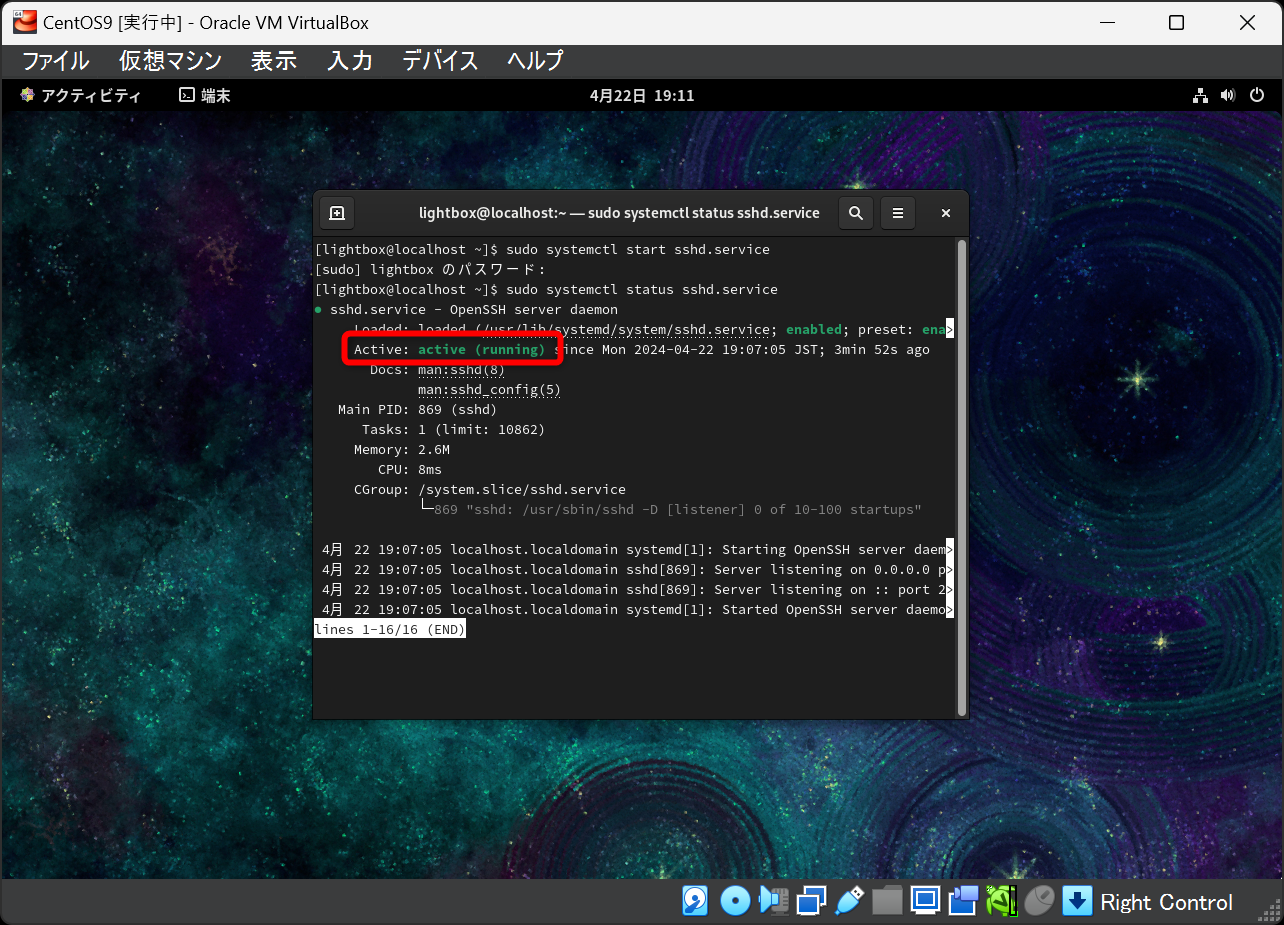 CentOS9 [実行中] - Oracle VM VirtualBox
ファイル 仮想マシン 表示 入力 デバイス ヘルプ
アクティビティ 端末 4月22日 19:11
lightbox@localhost:~ — sudo systemctl status sshd.service
[lightbox@localhost ~]$ sudo systemctl start sshd.service
[sudo] lightbox のパスワード:
[lightbox@localhost ~]$ sudo systemctl status sshd.service
● sshd.service - OpenSSH server daemon
Loaded: loaded (/usr/lib/systemd/system/sshd.service; enabled; preset: ena>
Active: active (running) since Mon 2024-04-22 19:07:05 JST; 3min 52s ago
Docs: man:sshd(8)
man:sshd_config(5)
Main PID: 869 (sshd)
Tasks: 1 (limit: 10862)
Memory: 2.6M
CPU: 8ms
CGroup: /system.slice/sshd.service
└─869 "sshd: /usr/sbin/sshd -D [listener] 0 of 10-100 startups"
4月 22 19:07:05 localhost.localdomain systemd[1]: Starting OpenSSH server daem>
4月 22 19:07:05 localhost.localdomain sshd[869]: Server listening on 0.0.0.0 p>
4月 22 19:07:05 localhost.localdomain sshd[869]: Server listening on :: port 2>
4月 22 19:07:05 localhost.localdomain systemd[1]: Started OpenSSH server daemo>
lines 1-16/16 (END)
Right Control